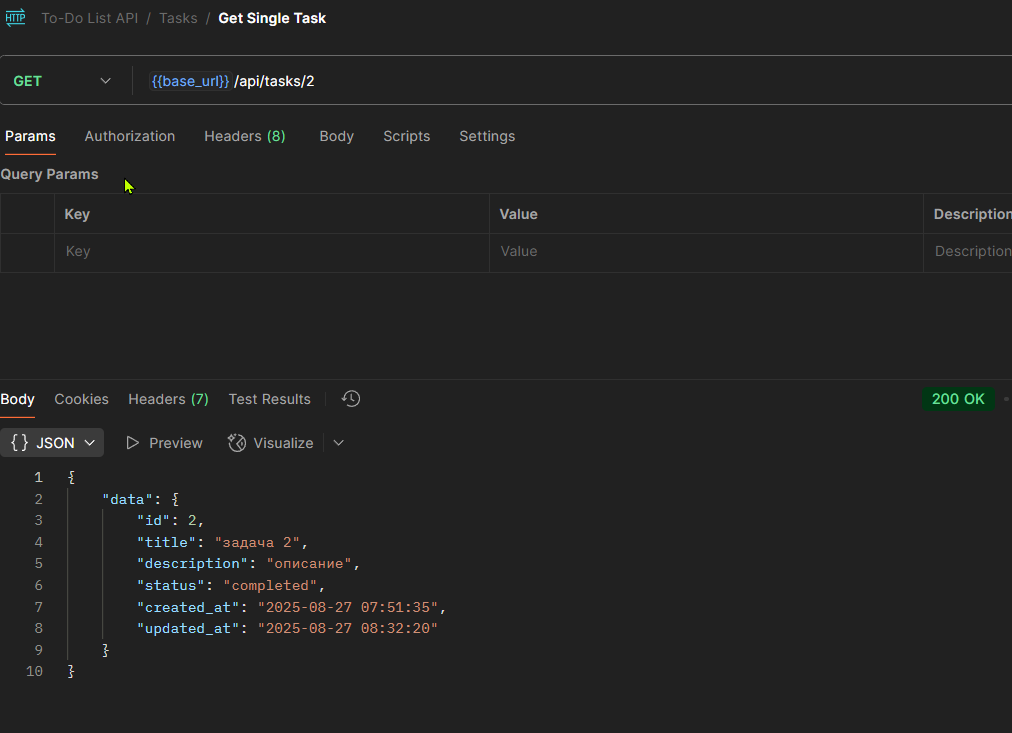 HTTP To-Do List API / Tasks / Get Single Task
GET {{base_url}} /api/tasks/2
Params Authorization Headers (8) Body Scripts Settings
Query Params
Key Value Description
Key Value Description
Body Cookies Headers (7) Test Results 200 OK
{} JSON Preview Visualize
1 {
2 "data": {
3 "id": 2,
4 "title": "задача 2",
5 "description": "описание",
6 "status": "completed",
7 "created_at": "2025-08-27 07:51:35",
8 "updated_at": "2025-08-27 08:32:20"
9 }
10 }